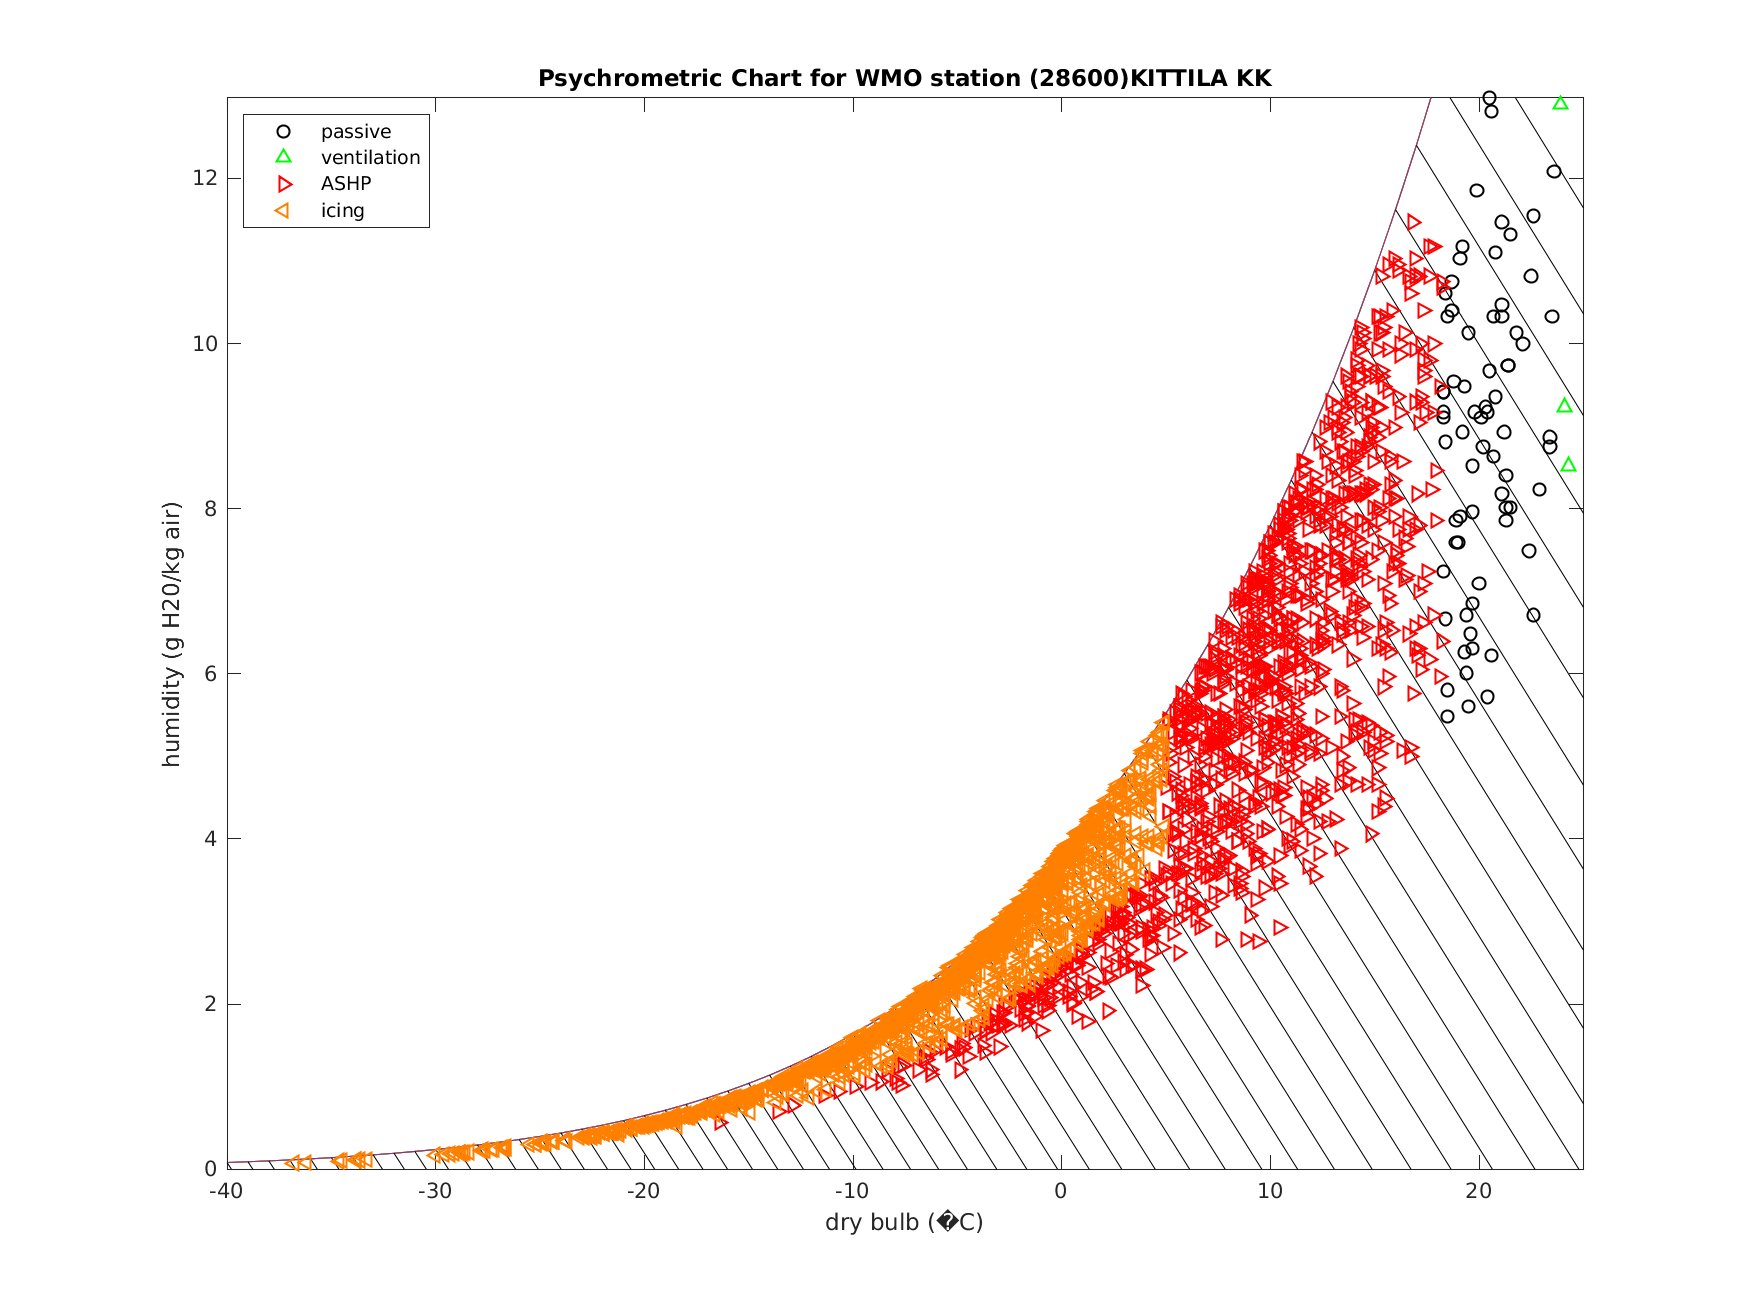 Psychrometric Chart for WMO station (28600)KITTILA KK
passive
ventilation
ASHP
icing
humidity (g H20/kg air)
12
10
8
6
4
2
0
-40 -30 -20 -10 0 10 20
dry bulb (�C)